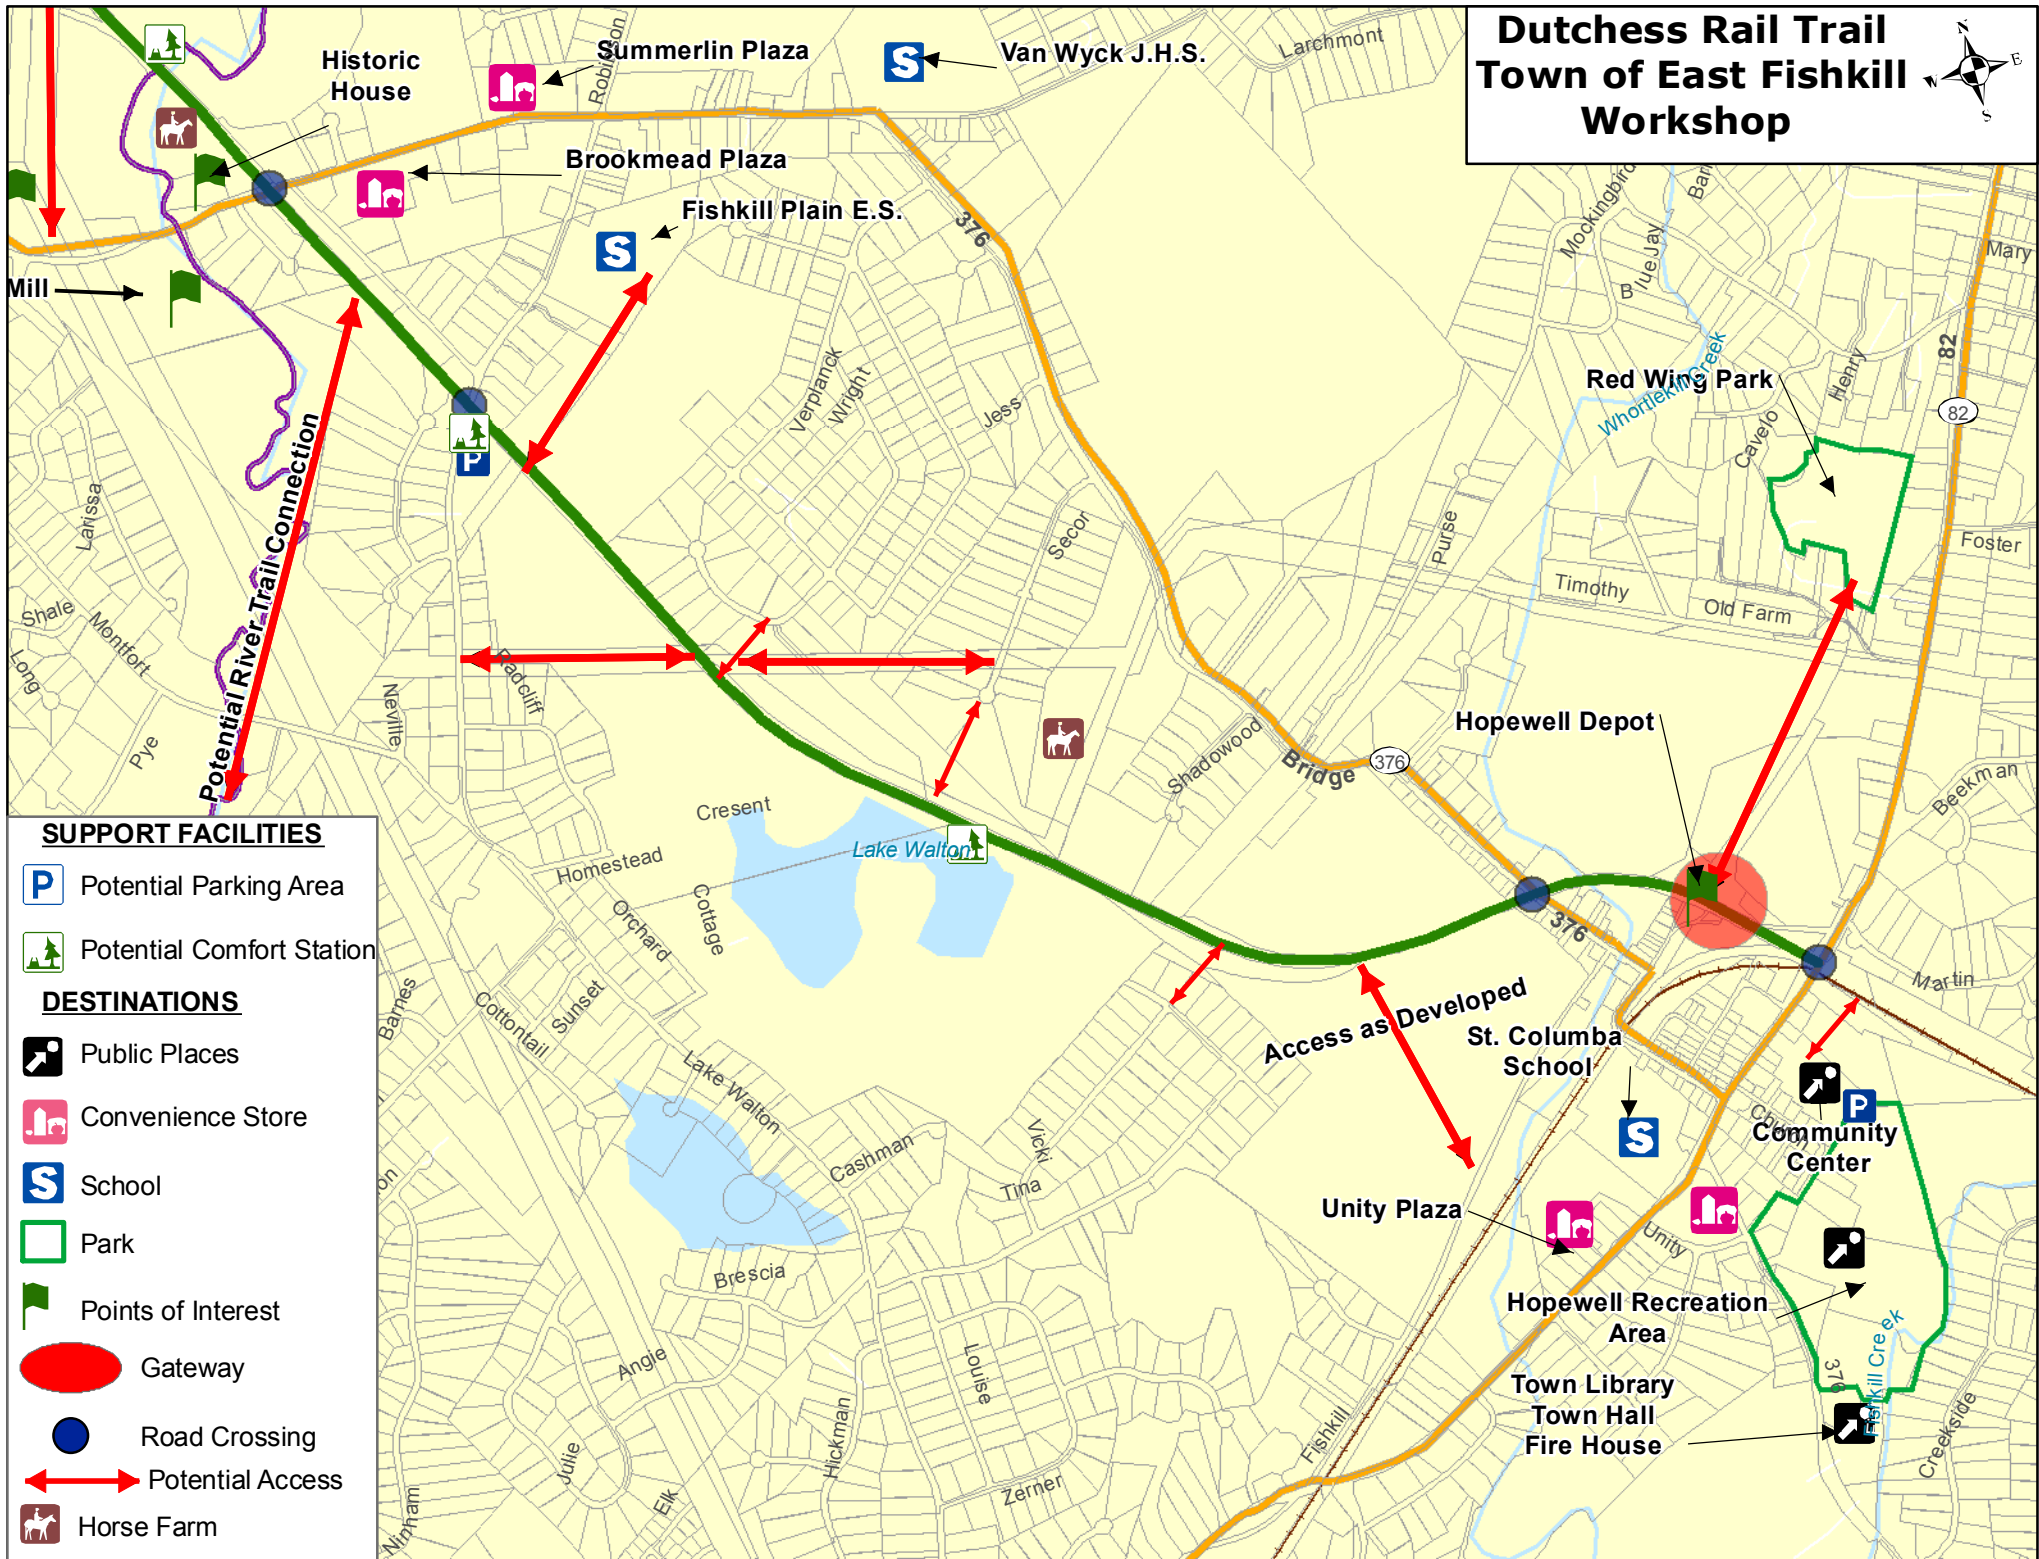 Dutchess Rail Trail
Town of East Fishkill
Workshop
N
E
W
S
Historic
House
Summerlin Plaza
Robinson
Van Wyck J.H.S.
Larchmont
Brookmead Plaza
Fishkill Plain E.S.
376
Mockingbird
Blue Jay
Mary
Mill
Whortlekill Creek
Red Wing Park
Henry
82
82
Cavelo
Verplanck
Wright
Jess
Larissa
Potential River Trail Connection
Secor
Purse
Foster
Timothy
Old Farm
Shale
Montfort
Long
Pye
Neville
Radcliff
Hopewell Depot
Shadowood
Bridge
376
Beekman
Cresent
Lake Walton
Homestead
Cottage
Orchard
376
Sunset
Cottontail
Barnes
Martin
Access as Developed
St. Columba
School
Lake Walton
Cashman
Vicki
Tina
Church
Community
Center
P
P
S
S
S
Unity Plaza
Unity
Brescia
Hopewell Recreation
Area
Angie
Louise
376
Fishkill Creek
Town Library
Town Hall
Fire House
Creekside
Hickman
Fishkill
Julie
Elk
Zerner
Ninham
SUPPORT FACILITIES
P Potential Parking Area
Potential Comfort Station
DESTINATIONS
Public Places
Convenience Store
S School
Park
Points of Interest
Gateway
Road Crossing
Potential Access
Horse Farm